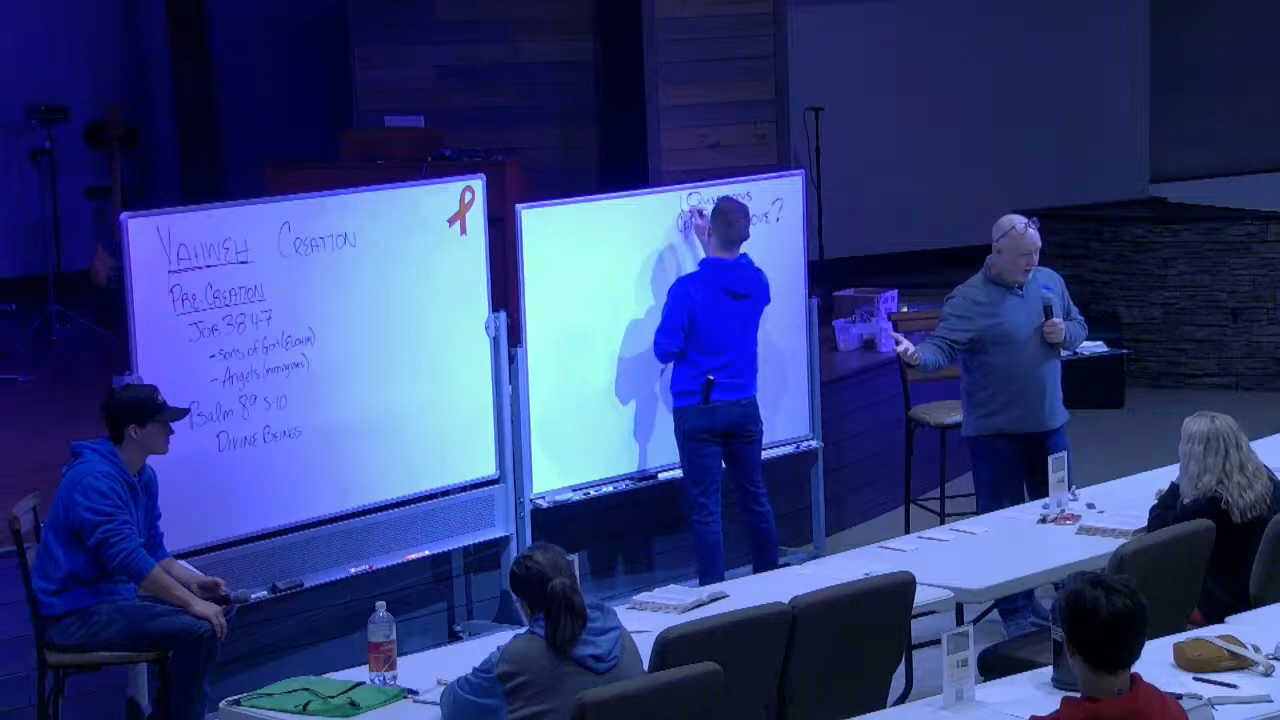 YAHWEH CREATION
PRE-CREATION
JOB 38 4-7
- SONS OF GOD (ELOHIM)
- Angels
Psalm 89 5-10
DIVINE BEINGS
QUESTIONS
?